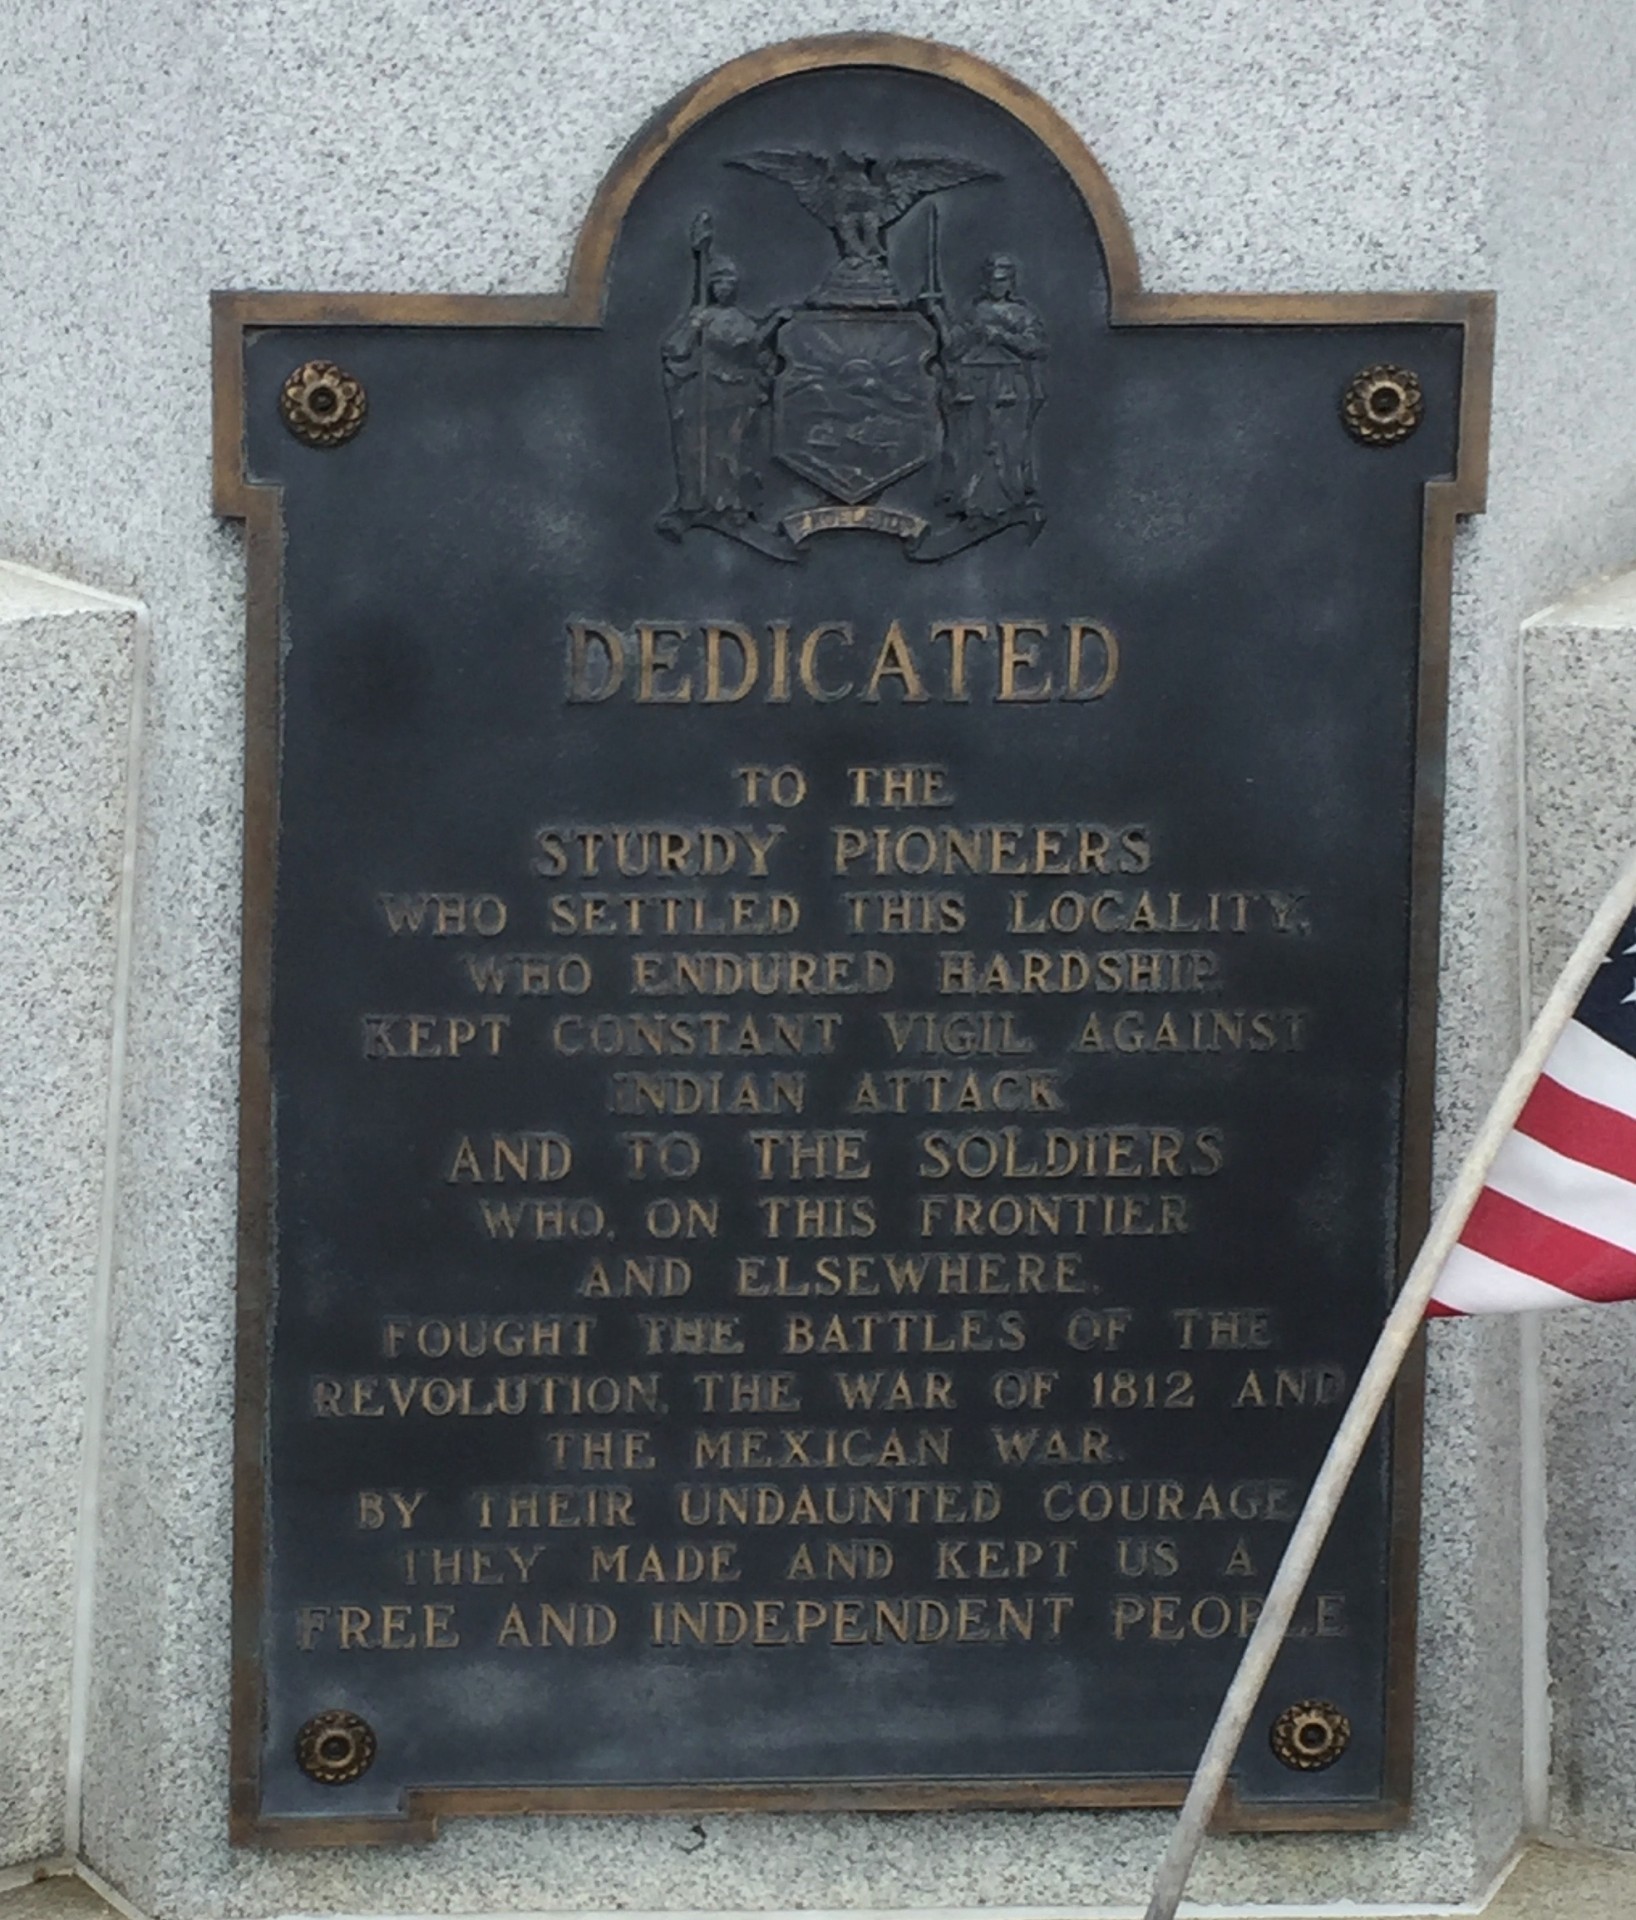 EXCELSIOR
DEDICATED
TO THE
STURDY PIONEERS
WHO SETTLED THIS LOCALITY,
WHO ENDURED HARDSHIP,
KEPT CONSTANT VIGIL AGAINST
INDIAN ATTACK
AND TO THE SOLDIERS
WHO, ON THIS FRONTIER
AND ELSEWHERE,
FOUGHT THE BATTLES OF THE
REVOLUTION, THE WAR OF 1812 AND
THE MEXICAN WAR.
BY THEIR UNDAUNTED COURAGE
THEY MADE AND KEPT US A
FREE AND INDEPENDENT PEOPLE